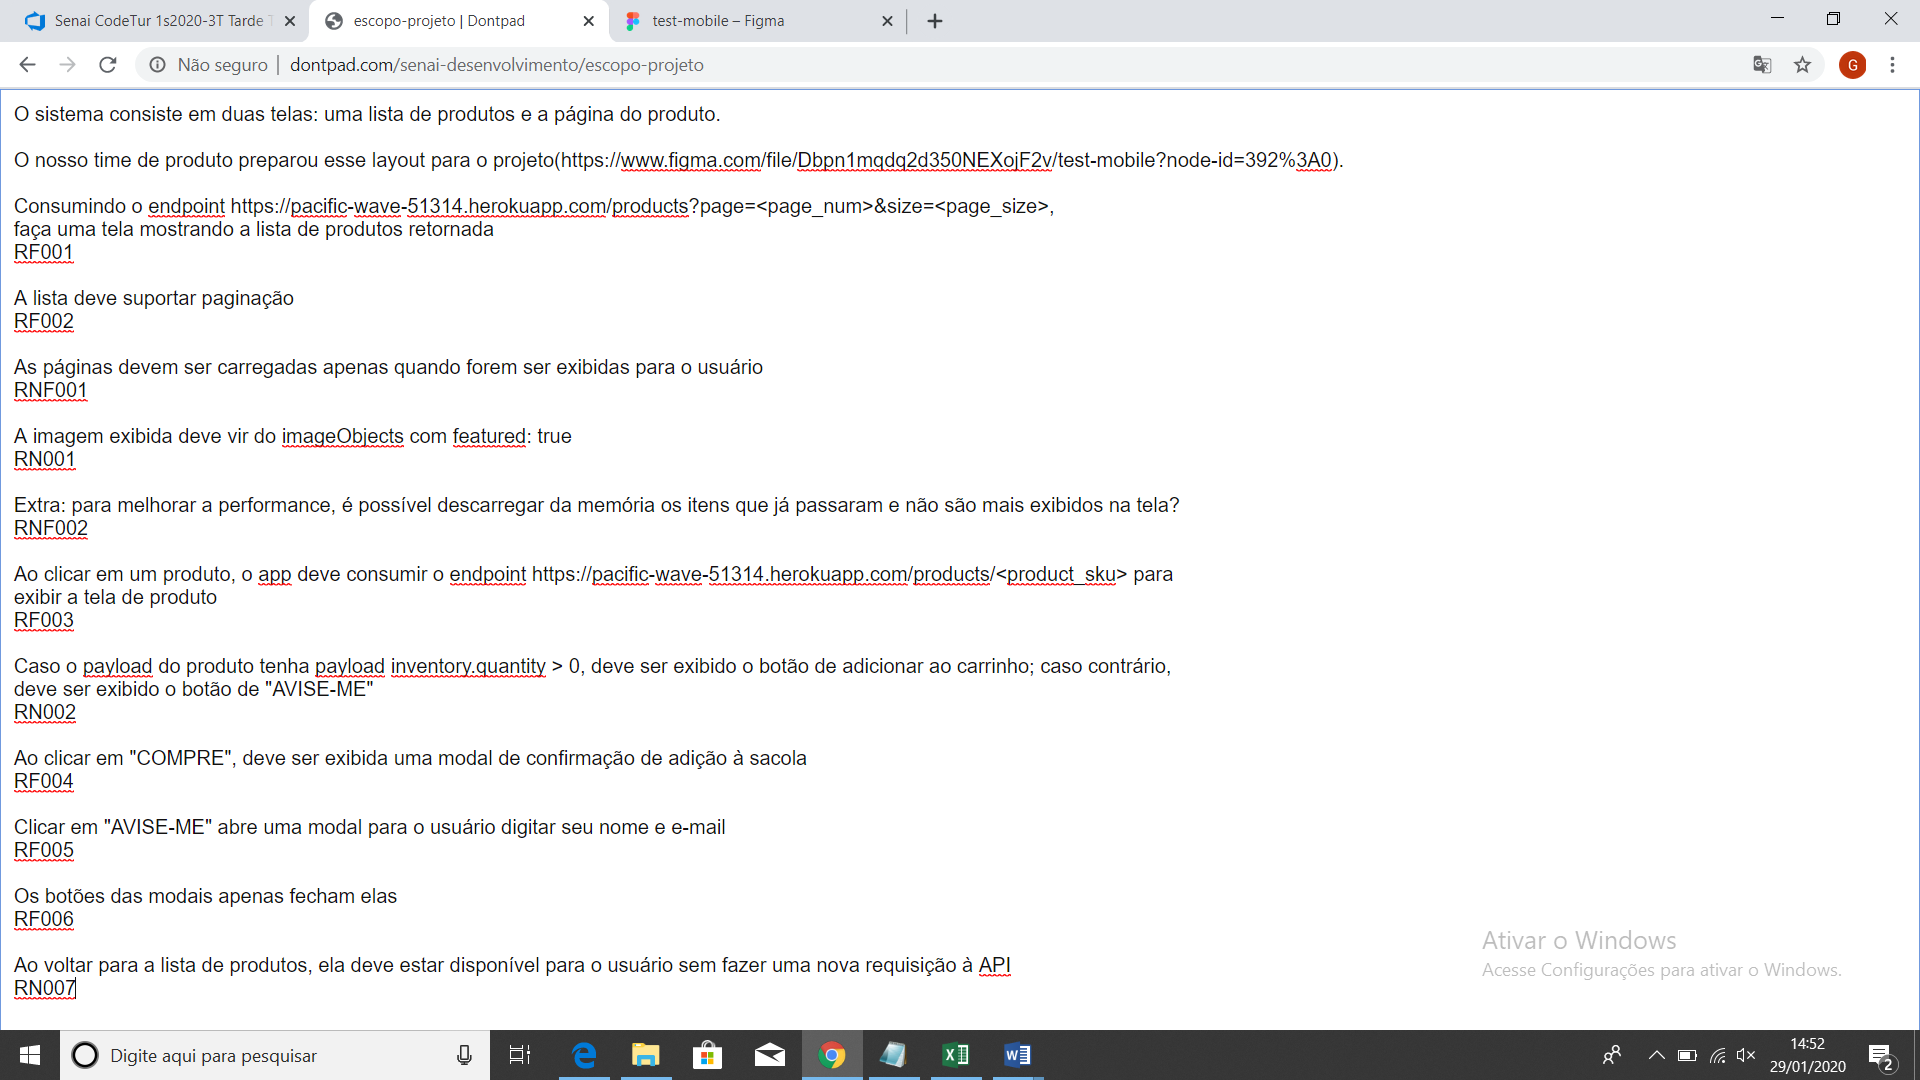 Senai CodeTur 1s2020-3T Tarde
escopo-projeto | Dontpad
test-mobile – Figma
Não seguro
dontpad.com/senai-desenvolvimento/escopo-projeto
G
O sistema consiste em duas telas: uma lista de produtos e a página do produto.
O nosso time de produto preparou esse layout para o projeto(https://www.figma.com/file/Dbpn1mqdq2d350NEXojF2v/test-mobile?node-id=392%3A0).
Consumindo o endpoint https://pacific-wave-51314.herokuapp.com/products?page=<page_num>&size=<page_size>,
faça uma tela mostrando a lista de produtos retornada
RF001
A lista deve suportar paginação
RF002
As páginas devem ser carregadas apenas quando forem ser exibidas para o usuário
RNF001
A imagem exibida deve vir do imageObjects com featured: true
RN001
Extra: para melhorar a performance, é possível descarregar da memória os itens que já passaram e não são mais exibidos na tela?
RNF002
Ao clicar em um produto, o app deve consumir o endpoint https://pacific-wave-51314.herokuapp.com/products/<product_sku> para
exibir a tela de produto
RF003
Caso o payload do produto tenha payload inventory.quantity > 0, deve ser exibido o botão de adicionar ao carrinho; caso contrário,
deve ser exibido o botão de "AVISE-ME"
RN002
Ao clicar em "COMPRE", deve ser exibida uma modal de confirmação de adição à sacola
RF004
Clicar em "AVISE-ME" abre uma modal para o usuário digitar seu nome e e-mail
RF005
Os botões das modais apenas fecham elas
RF006
Ao voltar para a lista de produtos, ela deve estar disponível para o usuário sem fazer uma nova requisição à API
RN007
Ativar o Windows
Acesse Configurações para ativar o Windows.
Digite aqui para pesquisar
14:52
29/01/2020
2